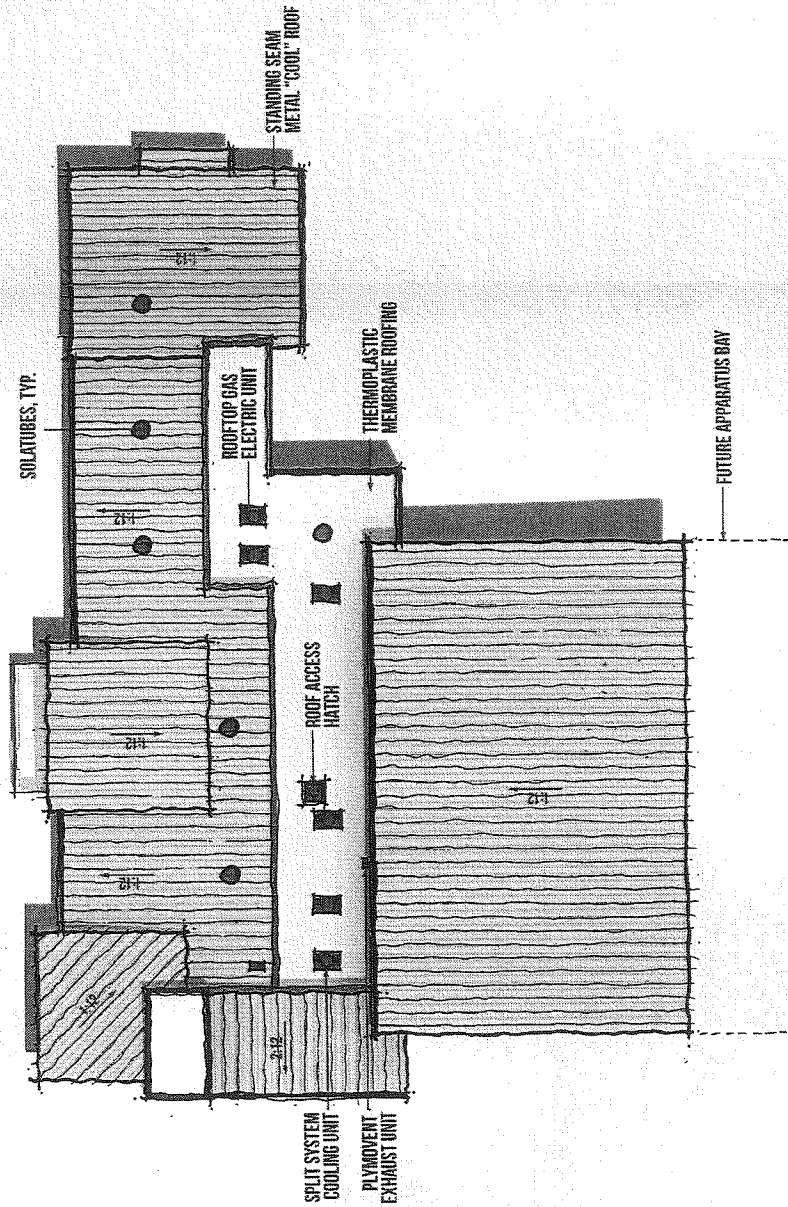 SOLATUBES, TYP.
STANDING SEAM
METAL "COOL" ROOF
ROOFTOP GAS
ELECTRIC UNIT
THERMOPLASTIC
MEMBRANE ROOFING
ROOF ACCESS
HATCH
FUTURE APPARATUS BAY
SPLIT SYSTEM
COOLING UNIT
PLYMOVENT
EXHAUST UNIT
1:12
1:12
1:12
1:12
1:12
2:12
1:12